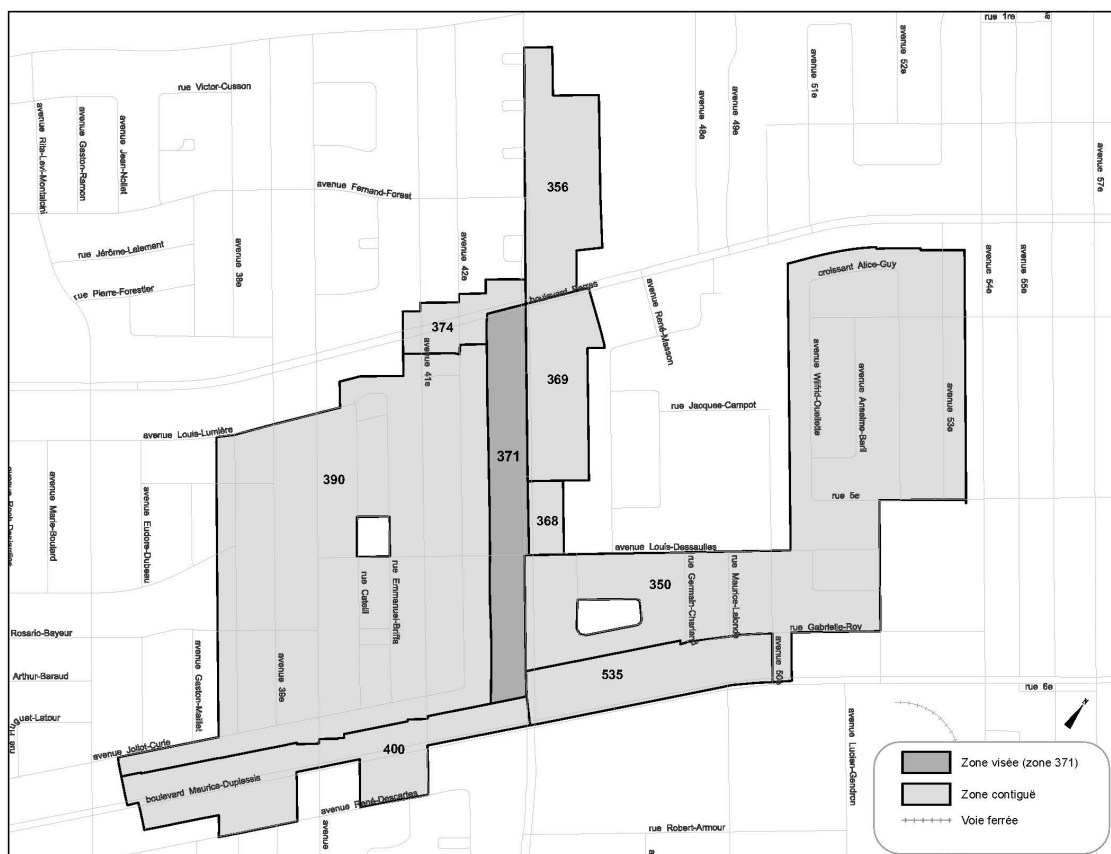 rue 1re
rue Victor-Cusson
avenue 51e
avenue 52e
avenue 48e
avenue 49e
avenue 57e
avenue Rita-Levi-Montalcini
avenue Gaston-Ramon
avenue Jean-Nollet
avenue Fernand-Forest
356
rue Jérôme-Lalement
avenue 38e
avenue 42e
rue Pierre-Forestier
boulevard Perras
croissant Alice-Guy
avenue 54e
avenue 55e
374
avenue 41e
avenue René-Masson
369
avenue Wilfrid-Ouellette
avenue Anselme-Baril
avenue 53e
rue Jacques-Campot
avenue Louis-Lumière
371
390
avenue Marie-Boulard
avenue Eudore-Dubeau
rue 5e
368
avenue Louis-Dessaulles
350
rue Cateill
rue Emmanuel-Briffa
rue Germain-Charland
rue Maurice-Lalonde
Rosario-Bayeur
rue Gabrielle-Roy
Arthur-Baraud
avenue Gaston-Maillet
avenue 39e
535
avenue 50e
rue 6e
avenue Joliot-Curie
400
boulevard Maurice-Duplessis
avenue René-Descartes
avenue
avenue Lucien-Gendron
rue Robert-Armour
Zone visée (zone 371)
Zone contiguë
Voie ferrée